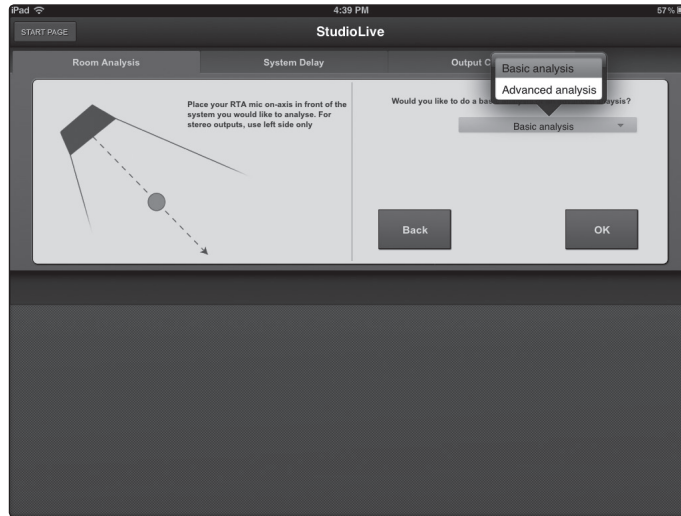 iPad 4:39 PM 57%
START PAGE StudioLive
Room Analysis System Delay Output C
Basic analysis
Advanced analysis
Place your RTA mic on-axis in front of the
system you would like to analyse. For
stereo outputs, use left side only
Would you like to do a bas ysis?
Basic analysis
Back OK